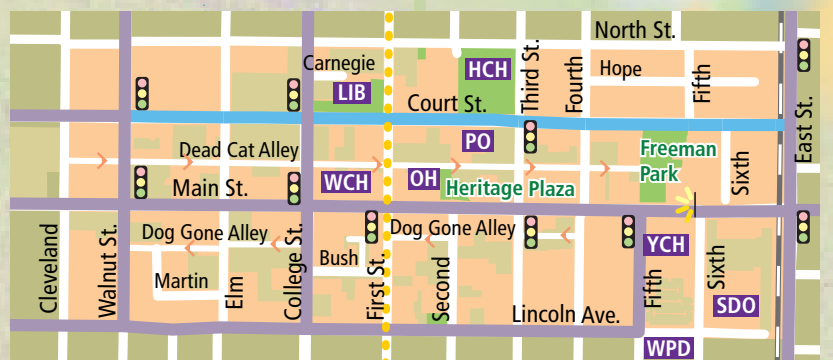 North St.
Carnegie
HCH
Third St.
Fourth
Hope
Fifth
LIB
Court St.
East St.
PO
Dead Cat Alley
Freeman
Park
WCH
OH
Heritage Plaza
Sixth
Main St.
Cleveland
Walnut St.
Dog Gone Alley
College St.
Dog Gone Alley
YCH
Bush
First St.
Second
Fifth
Sixth
Martin
Elm
Lincoln Ave.
SDO
WPD